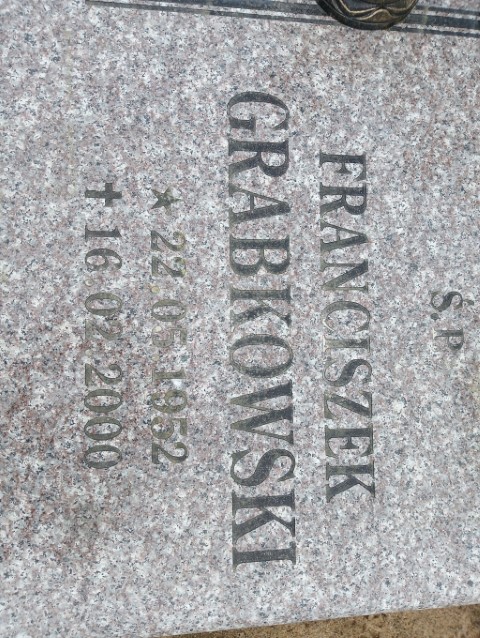 Ś.P.
FRANCISZEK
GRABKOWSKI
★ 22.05.1952
✝ 16.02.2000